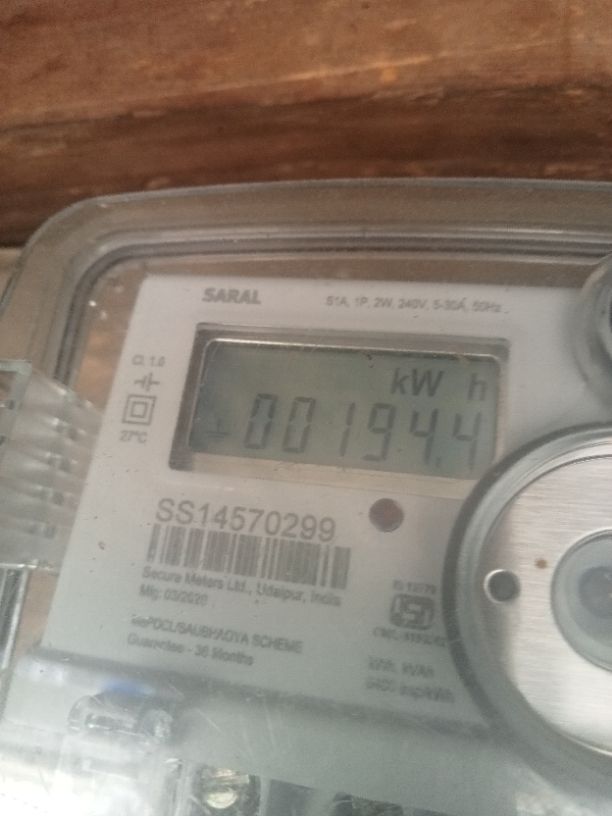 SARAL S1A, 1P, 2W, 240V, 5-30A, 50Hz
Cl. 1.0
27°C
kW h
00194.4
SS14570299
Secure Meters Ltd., Udaipur, India
Mfg: 03/2020
SAUBHAGYA SCHEME
Guarantee - 36 Months